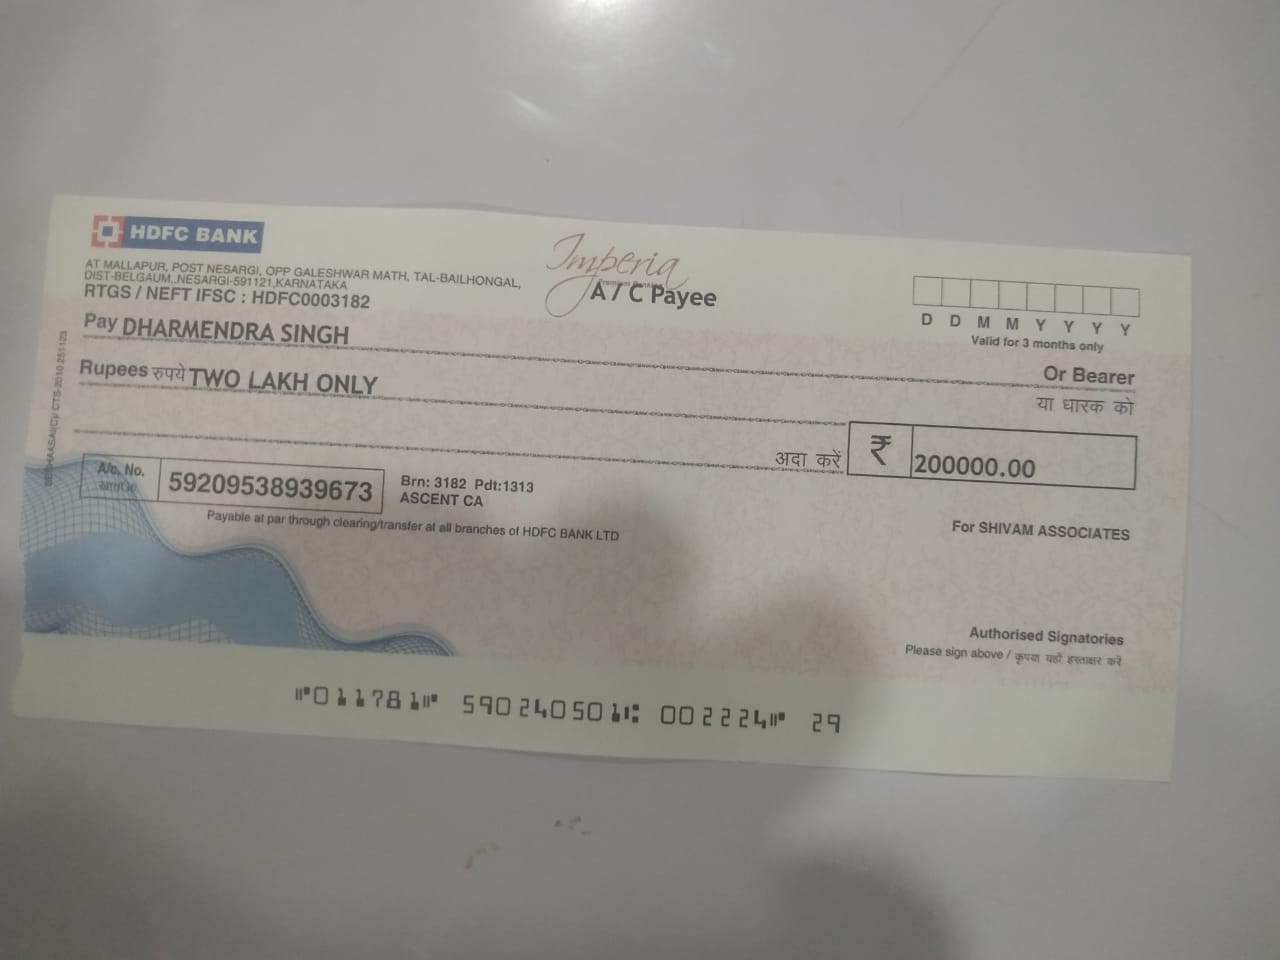 HDFC BANK
AT MALLAPUR, POST NESARGI, OPP GALESHWAR MATH, TAL-BAILHONGAL,
DIST-BELGAUM,,NESARGI-591121,KARNATAKA
RTGS / NEFT IFSC : HDFC0003182
Imperia
A / C Payee
D D M M Y Y Y Y
Valid for 3 months only
Pay DHARMENDRA SINGH
Or Bearer
या धारक को
Rupees रुपये TWO LAKH ONLY
अदा करें ₹ 200000.00
A/c. No. 59209538939673
Brn: 3182 Pdt:1313
ASCENT CA
Payable at par through clearing/transfer at all branches of HDFC BANK LTD
For SHIVAM ASSOCIATES
Authorised Signatories
Please sign above / कृपया यहाँ हस्ताक्षर करें
⑈011781⑈ 590240501⑆ 002224⑈ 29